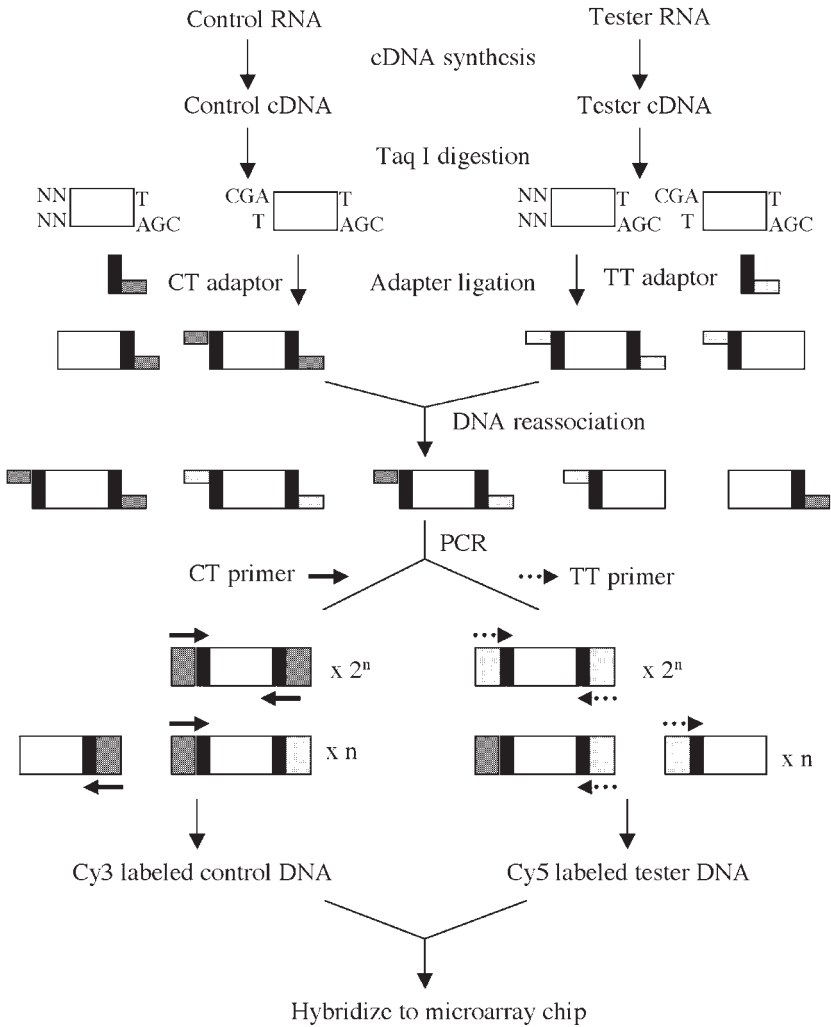 Control RNA
Tester RNA
cDNA synthesis
Control cDNA
Tester cDNA
Taq I digestion
NN T CGA T NN T CGA T
NN AGC T AGC NN AGC T AGC
CT adaptor Adapter ligation TT adaptor
DNA reassociation
PCR
CT primer TT primer
x 2ⁿ x 2ⁿ
x n x n
Cy3 labeled control DNA Cy5 labeled tester DNA
Hybridize to microarray chip